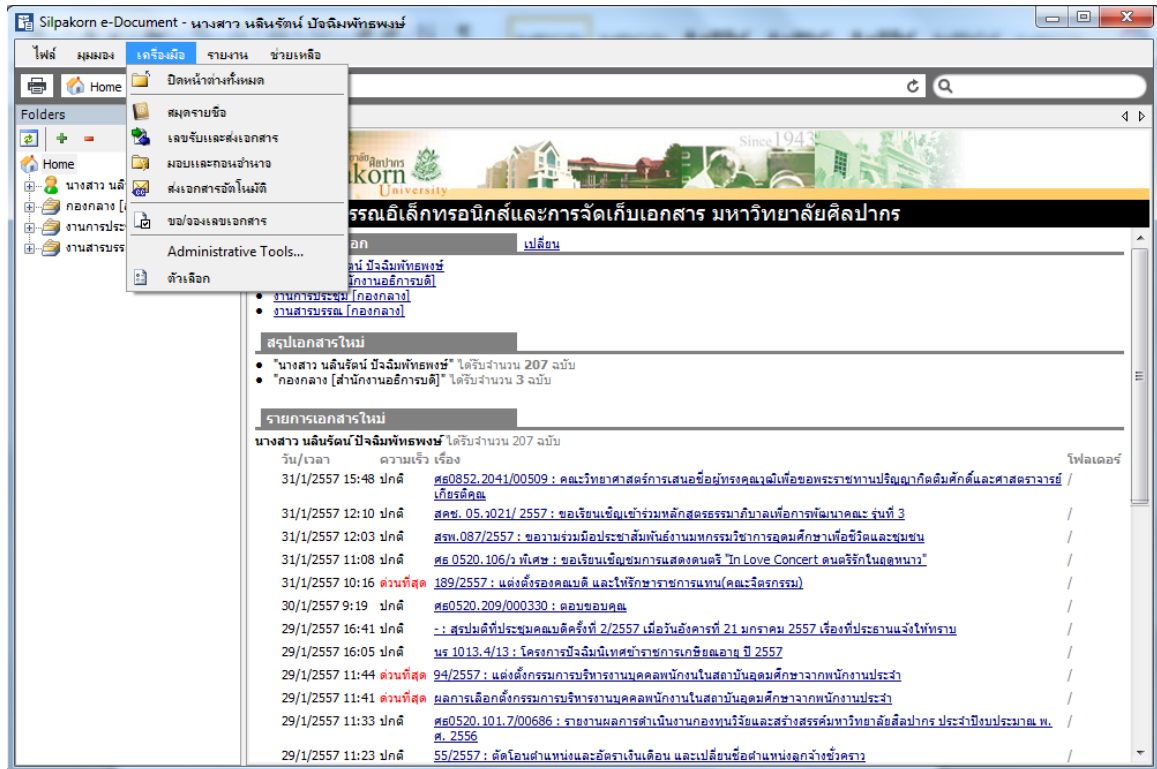 Silpakorn e-Document - นางสาว นลินรัตน์ ปัจฉิมพัทธพงษ์
ไฟล์ มุมมอง เครื่องมือ รายงาน ช่วยเหลือ
Home
ปิดหน้าต่างทั้งหมด
สมุดรายชื่อ
เลขรับและส่งเอกสาร
มอบและถอนอำนาจ
ส่งเอกสารอัตโนมัติ
ขอ/จองเลขเอกสาร
Administrative Tools...
ตัวเลือก
Folders
Home
นางสาว นลิ
กองกลาง [
งานการประ
งานสารบรร
Since 1943
korn
University
รรณอิเล็กทรอนิกส์และการจัดเก็บเอกสาร มหาวิทยาลัยศิลปากร
อก เปลี่ยน
ตน์ ปัจฉิมพัทธพงษ์
นักงานอธิการบดี]
งานการประชุม [กองกลาง]
งานสารบรรณ [กองกลาง]
สรุปเอกสารใหม่
"นางสาว นลินรัตน์ ปัจฉิมพัทธพงษ์" ได้รับจำนวน 207 ฉบับ
"กองกลาง [สำนักงานอธิการบดี]" ได้รับจำนวน 3 ฉบับ
รายการเอกสารใหม่
นางสาว นลินรัตน์ ปัจฉิมพัทธพงษ์ ได้รับจำนวน 207 ฉบับ
วัน/เวลา ความเร็ว เรื่อง โฟลเดอร์
31/1/2557 15:48 ปกติ ศธ0852.2041/00509 : คณะวิทยาศาสตร์การเสนอชื่อผู้ทรงคุณวุฒิเพื่อขอพระราชทานปริญญากิตติมศักดิ์และศาสตราจารย์ /
เกียรติคุณ
31/1/2557 12:10 ปกติ สคช. 05.ว021/ 2557 : ขอเรียนเชิญเข้าร่วมหลักสูตรธรรมาภิบาลเพื่อการพัฒนาคณะ รุ่นที่ 3 /
31/1/2557 12:03 ปกติ สรพ.087/2557 : ขอวามร่วมมือประชาสัมพันธ์งานมหกรรมวิชาการอุดมศึกษาเพื่อชีวิตและชุมชน /
31/1/2557 11:08 ปกติ ศธ 0520.106/ว พิเศษ : ขอเรียนเชิญชมการแสดงดนตรี "In Love Concert ดนตรีรักในฤดูหนาว" /
31/1/2557 10:16 ด่วนที่สุด 189/2557 : แต่งตั้งรองคณบดี และให้รักษาราชการแทน(คณะจิตรกรรม) /
30/1/2557 9:19 ปกติ ศธ0520.209/000330 : ตอบขอบคุณ /
29/1/2557 16:41 ปกติ - : สรุปมติที่ประชุมคณบดีครั้งที่ 2/2557 เมื่อวันอังคารที่ 21 มกราคม 2557 เรื่องที่ประธานแจ้งให้ทราบ /
29/1/2557 16:05 ปกติ นร 1013.4/13 : โครงการปัจฉิมนิเทศข้าราชการเกษียณอายุ ปี 2557 /
29/1/2557 11:44 ด่วนที่สุด 94/2557 : แต่งตั้งกรรมการบริหารงานบุคคลพนักงนในสถาบันอุดมศึกษาจากพนักงานประจำ /
29/1/2557 11:41 ด่วนที่สุด ผลการเลือกตั้งกรรมการบริหารงานบุคคลพนักงานในสถาบันอุดมศึกษาจากพนักงานประจำ /
29/1/2557 11:33 ปกติ ศธ0520.101.7/00686 : รายงานผลการดำเนินงานกองทุนวิจัยและสร้างสรรค์มหาวิทยาลัยศิลปากร ประจำปีงบประมาณ พ. /
ศ. 2556
29/1/2557 11:23 ปกติ 55/2557 : ตัดโอนตำแหน่งและอัตราเงินเดือน และเปลี่ยนชื่อตำแหน่งลูกจ้างชั่วคราว /